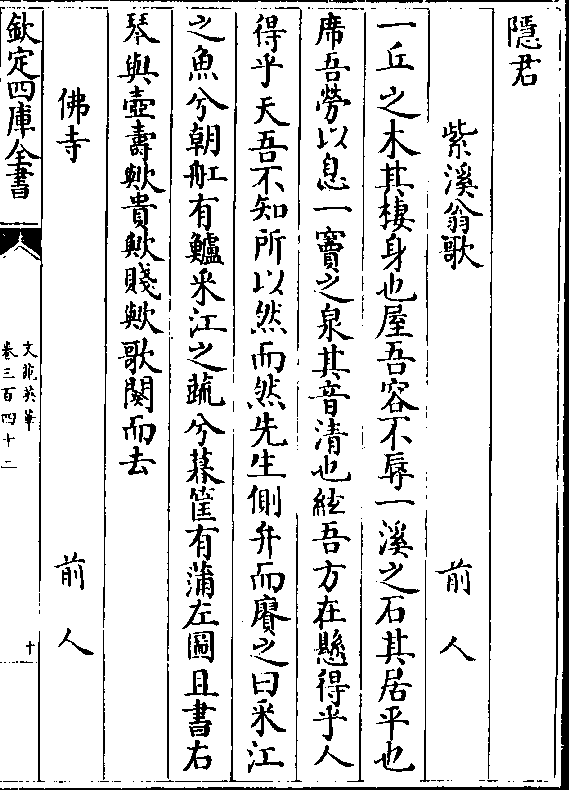 隱君
紫溪翁歌 前人
一丘之木其棲身也屋吾容不辱一溪之石其居平也
席吾勞以息一竇之泉其音清也絃吾方在懸得乎人
得乎天吾不知所以然而然先生側弁而賡之曰采江
之魚兮朝舡有鱸采江之蔬兮暮筐有蒲左圖且書右
琴與壺壽歟貴歟賤歟歌闋而去
佛寺 前人
欽定四庫全書
文苑英華
卷三百四十二
十